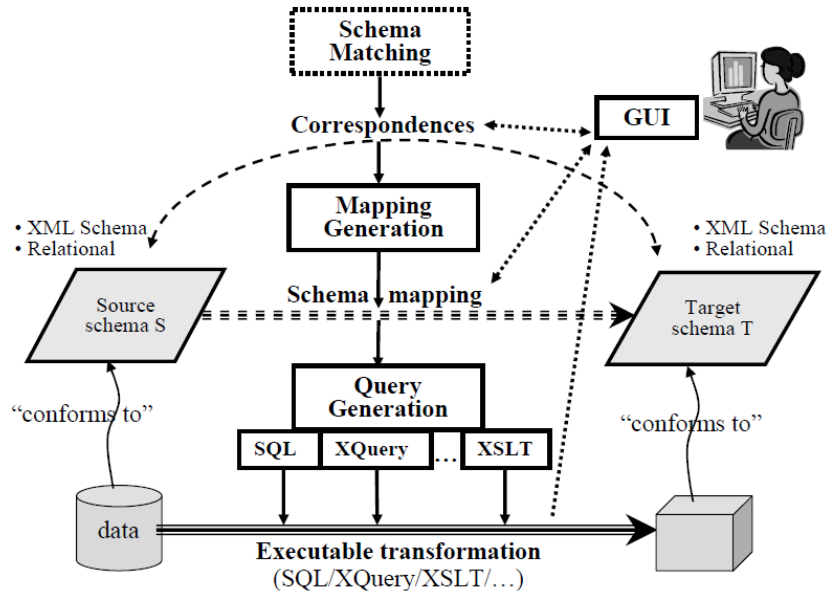 Schema
Matching
GUI
Correspondences
Mapping
Generation
• XML Schema
• Relational
• XML Schema
• Relational
Source
schema S
Schema mapping
Target
schema T
Query
Generation
"conforms to"
"conforms to"
SQL
XQuery
...
XSLT
data
Executable transformation
(SQL/XQuery/XSLT/...)